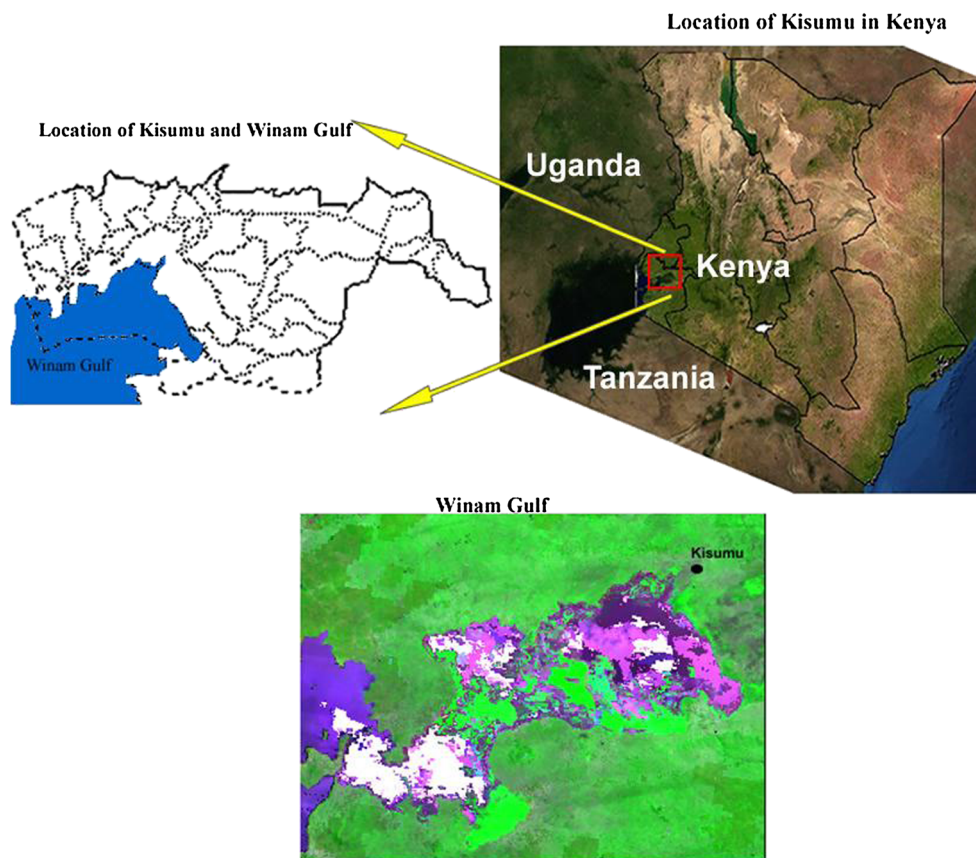 Location of Kisumu in Kenya
Location of Kisumu and Winam Gulf
Uganda
Kenya
Tanzania
Winam Gulf
Winam Gulf
Kisumu